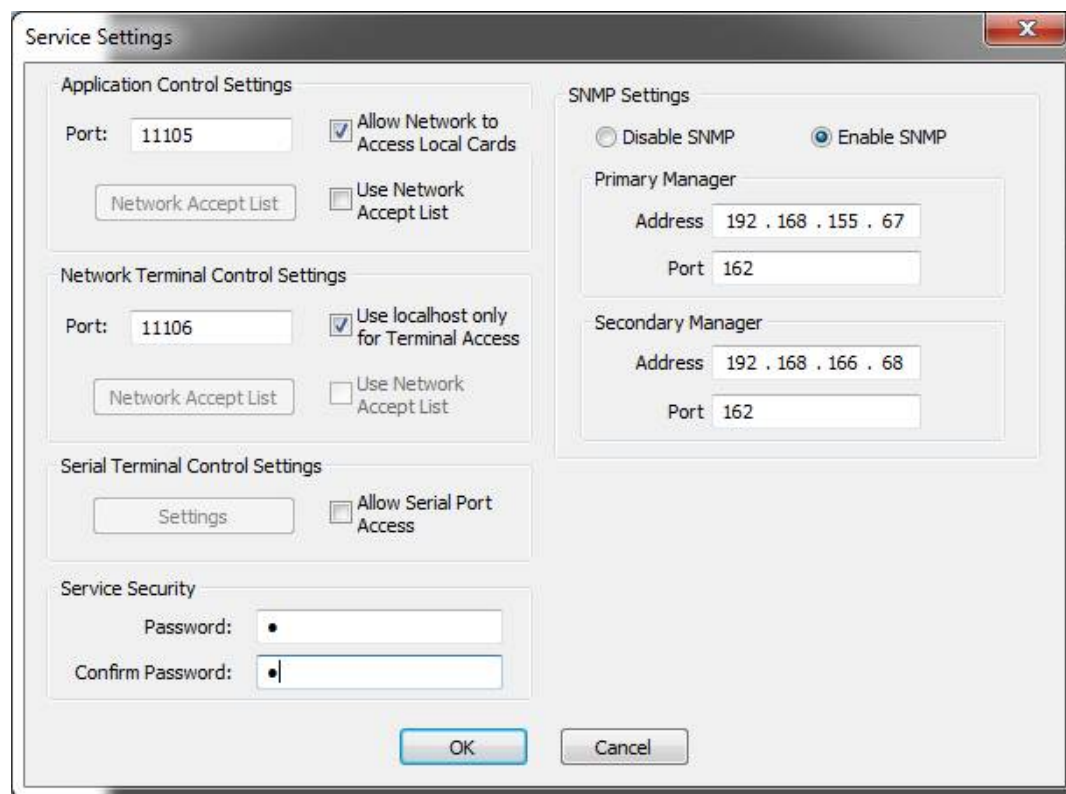 Service Settings
X
Application Control Settings
Port: 11105
Allow Network to
Access Local Cards
Network Accept List
Use Network
Accept List
Network Terminal Control Settings
Port: 11106
Use localhost only
for Terminal Access
Network Accept List
Use Network
Accept List
Serial Terminal Control Settings
Settings
Allow Serial Port
Access
Service Security
Password: •
Confirm Password: •
SNMP Settings
Disable SNMP
Enable SNMP
Primary Manager
Address 192 . 168 . 155 . 67
Port 162
Secondary Manager
Address 192 . 168 . 166 . 68
Port 162
OK
Cancel